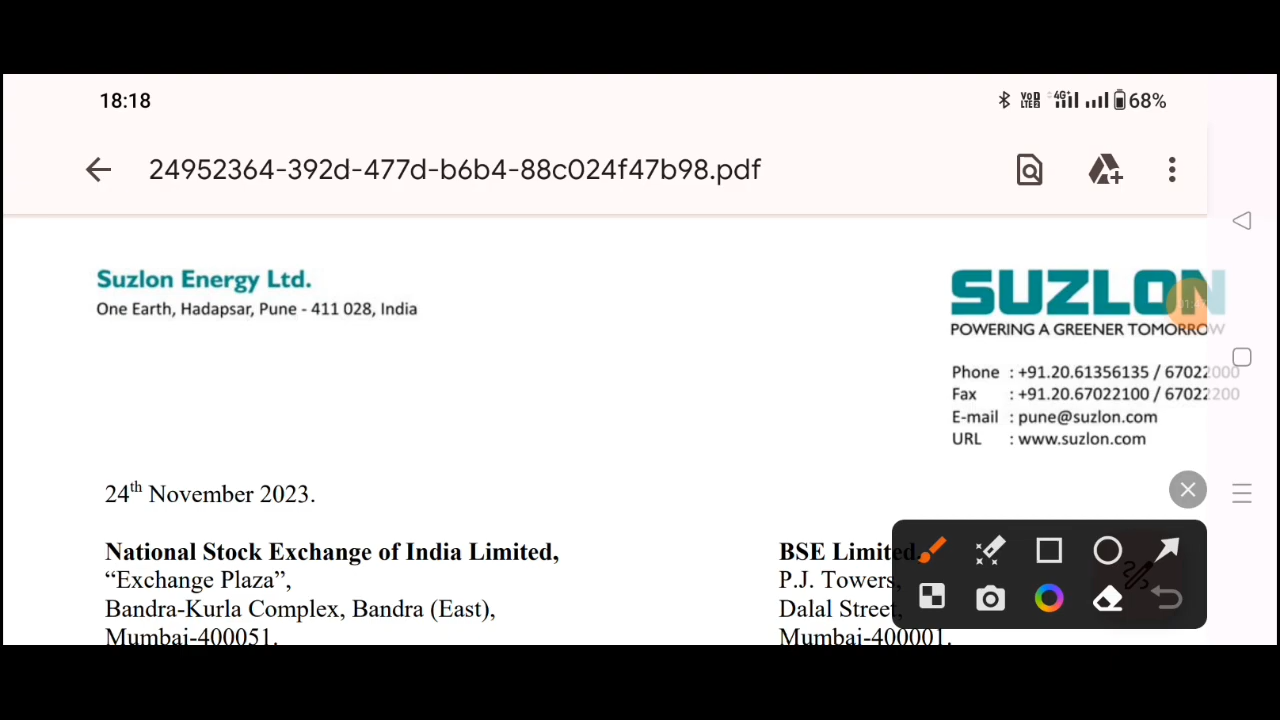 18:18
VoD LTE2 4G+ 68%
24952364-392d-477d-b6b4-88c024f47b98.pdf
Suzlon Energy Ltd.
One Earth, Hadapsar, Pune - 411 028, India
SUZLON
POWERING A GREENER TOMORROW
Phone : +91.20.61356135 / 67022000
Fax : +91.20.67022100 / 67022200
E-mail : pune@suzlon.com
URL : www.suzlon.com
24th November 2023.
National Stock Exchange of India Limited,
“Exchange Plaza”,
Bandra-Kurla Complex, Bandra (East),
Mumbai-400051.
BSE Limited.
P.J. Towers,
Dalal Street,
Mumbai-400001.